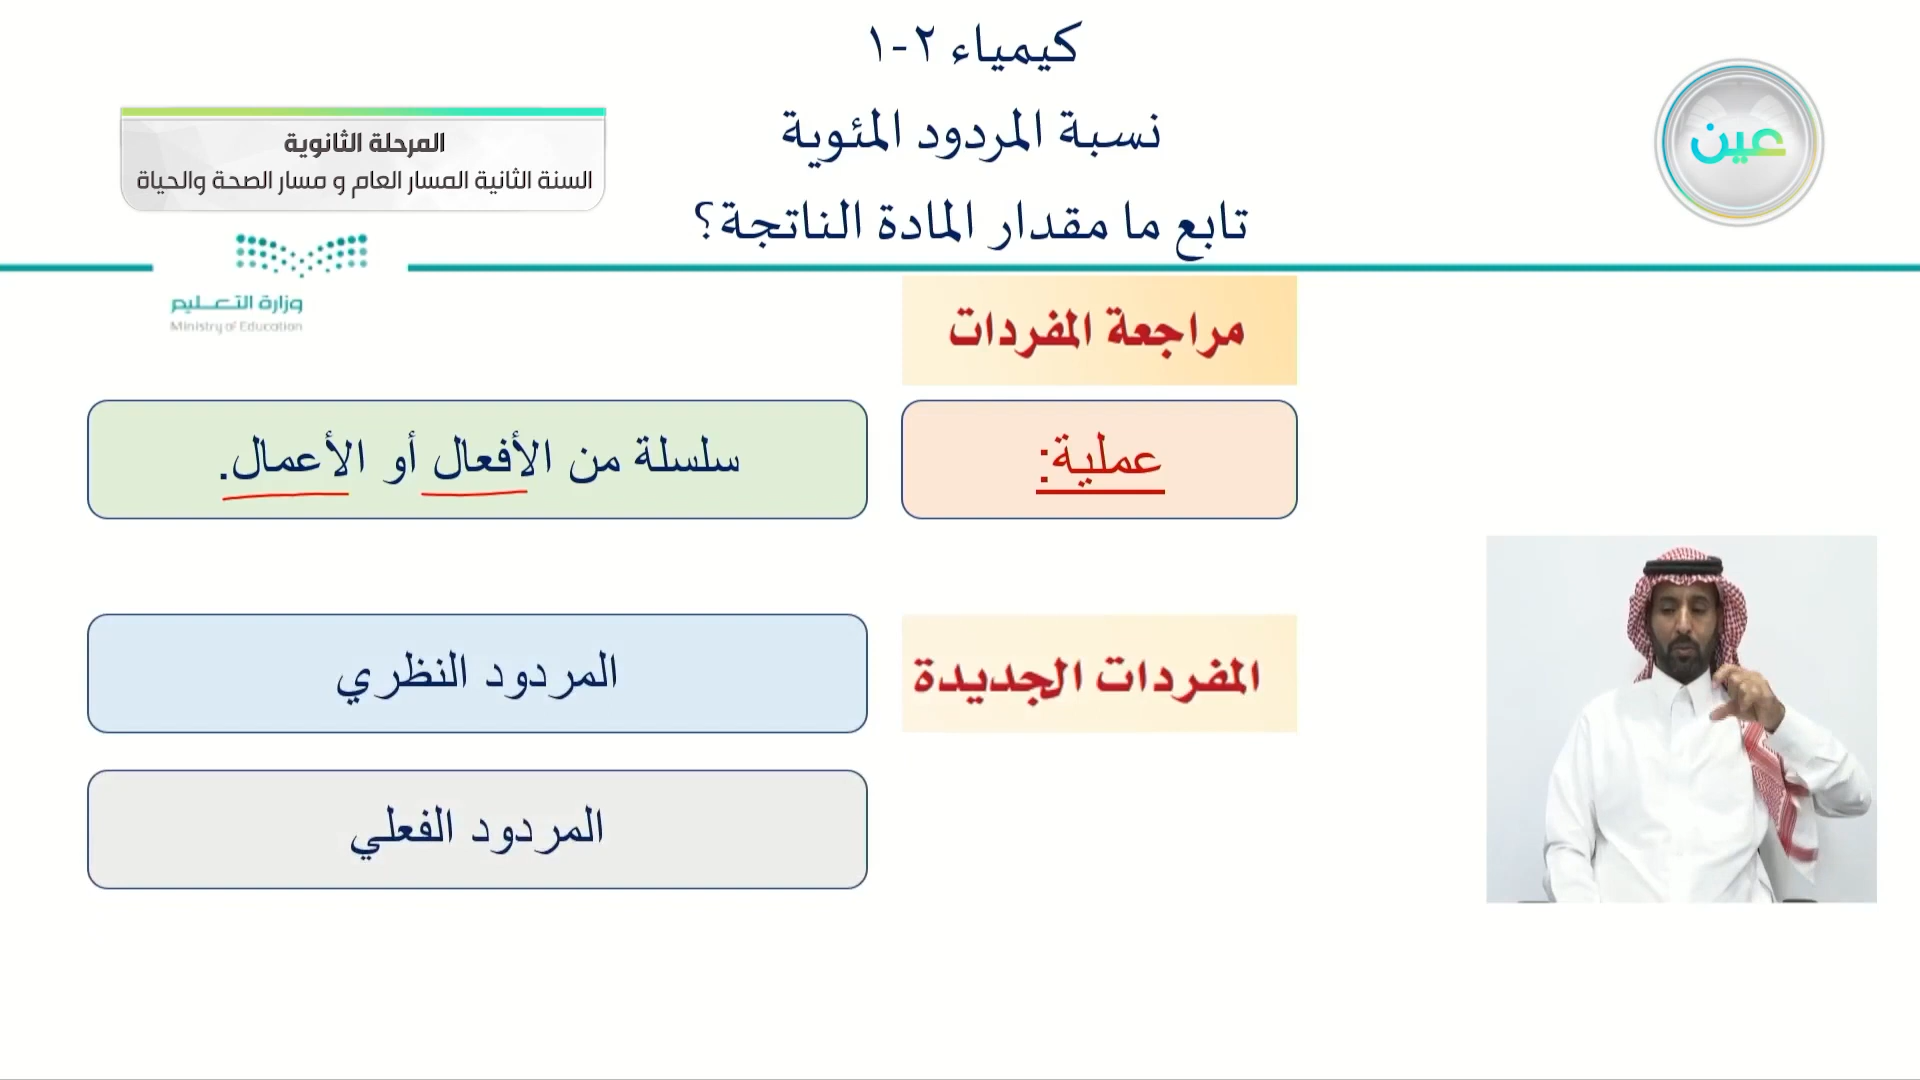 كيمياء ٢-١
نسبة المردود المئوية
تابع ما مقدار المادة الناتجة؟
عين
المرحلة الثانوية
السنة الثانية المسار العام و مسار الصحة والحياة
وزارة التعليم
Ministry of Education
مراجعة المفردات
عملية:
سلسلة من الأفعال أو الأعمال.
المفردات الجديدة
المردود النظري
المردود الفعلي